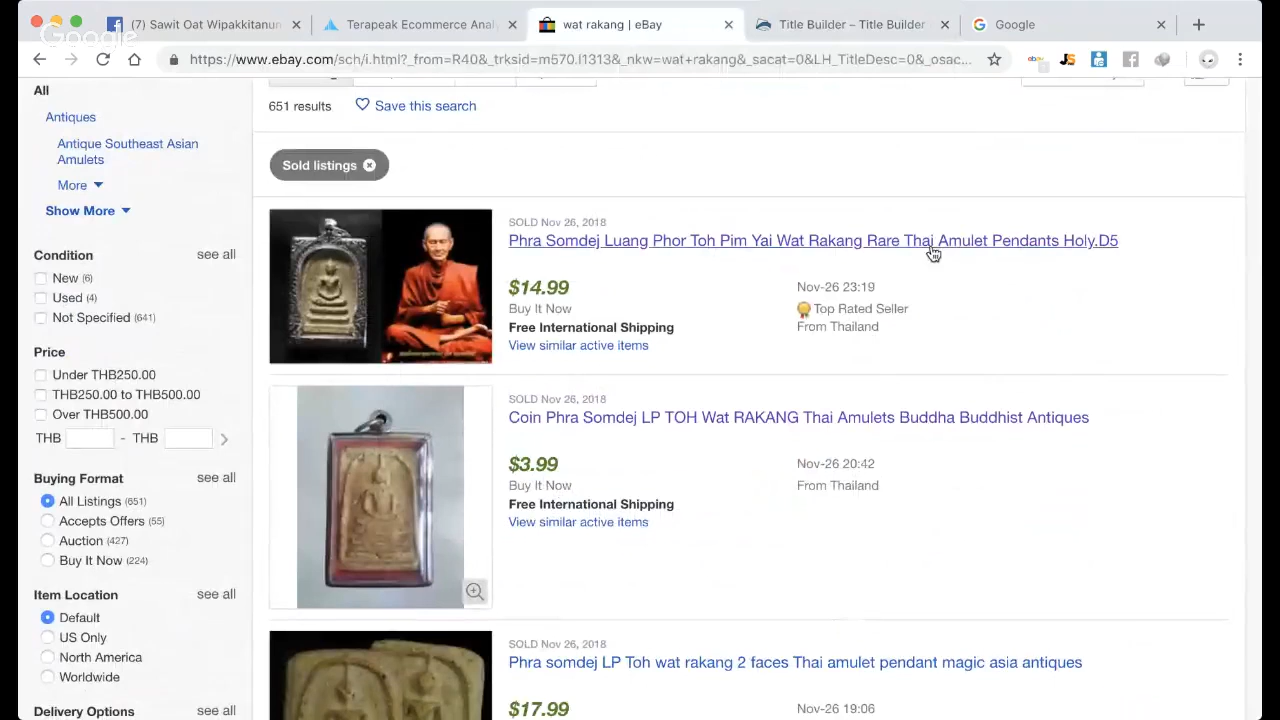 (7) Sawit Oat Wipakkitanun
Terapeak Ecommerce Anal
wat rakang | eBay
Title Builder – Title Builder
Google
Google
https://www.ebay.com/sch/i.html?_from=R40&_trksid=m570.l1313&_nkw=wat+rakang&_sacat=0&LH_TitleDesc=0&_osac...
All
651 results
Save this search
Antiques
Antique Southeast Asian
Amulets
More
Show More
Sold listings
Condition
see all
New (6)
Used (4)
Not Specified (641)
Price
Under THB250.00
THB250.00 to THB500.00
Over THB500.00
THB - THB
Buying Format
see all
All Listings (651)
Accepts Offers (55)
Auction (427)
Buy It Now (224)
Item Location
see all
Default
US Only
North America
Worldwide
Delivery Options
see all
SOLD Nov 26, 2018
Phra Somdej Luang Phor Toh Pim Yai Wat Rakang Rare Thai Amulet Pendants Holy.D5
$14.99
Nov-26 23:19
Buy It Now
Top Rated Seller
Free International Shipping
From Thailand
View similar active items
SOLD Nov 26, 2018
Coin Phra Somdej LP TOH Wat RAKANG Thai Amulets Buddha Buddhist Antiques
$3.99
Nov-26 20:42
Buy It Now
From Thailand
Free International Shipping
View similar active items
SOLD Nov 26, 2018
Phra somdej LP Toh wat rakang 2 faces Thai amulet pendant magic asia antiques
$17.99
Nov-26 19:06